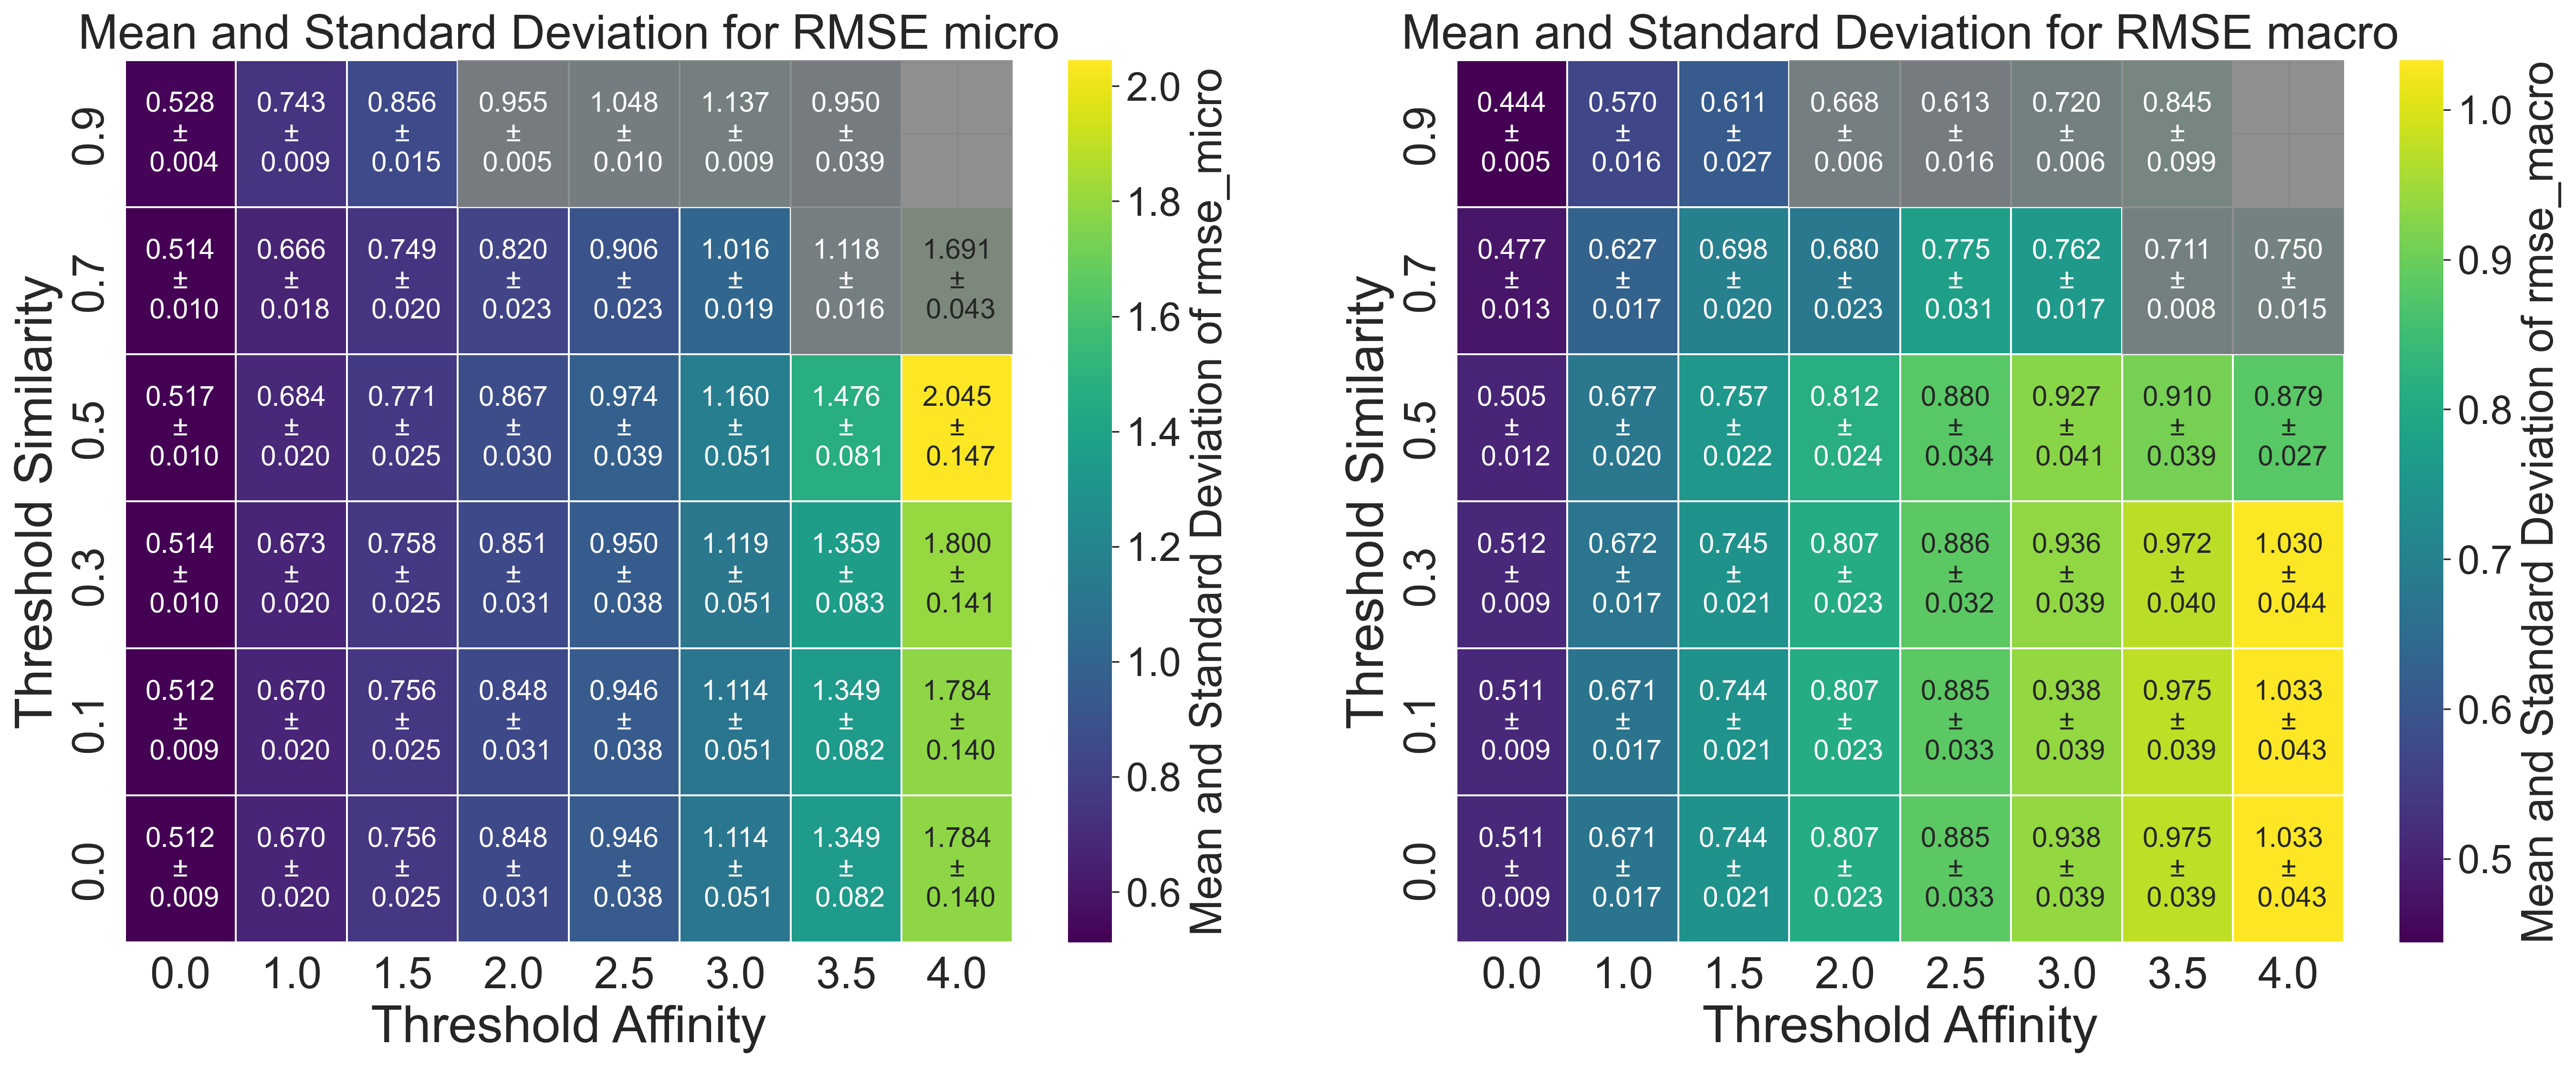 Mean and Standard Deviation for RMSE micro
Threshold Similarity
0.9
0.528 0.743 0.856 0.955 1.048 1.137 0.950
± ± ± ± ± ± ±
0.004 0.009 0.015 0.005 0.010 0.009 0.039
0.7
0.514 0.666 0.749 0.820 0.906 1.016 1.118 1.691
± ± ± ± ± ± ± ±
0.010 0.018 0.020 0.023 0.023 0.019 0.016 0.043
0.5
0.517 0.684 0.771 0.867 0.974 1.160 1.476 2.045
± ± ± ± ± ± ± ±
0.010 0.020 0.025 0.030 0.039 0.051 0.081 0.147
0.3
0.514 0.673 0.758 0.851 0.950 1.119 1.359 1.800
± ± ± ± ± ± ± ±
0.010 0.020 0.025 0.031 0.038 0.051 0.083 0.141
0.1
0.512 0.670 0.756 0.848 0.946 1.114 1.349 1.784
± ± ± ± ± ± ± ±
0.009 0.020 0.025 0.031 0.038 0.051 0.082 0.140
0.0
0.512 0.670 0.756 0.848 0.946 1.114 1.349 1.784
± ± ± ± ± ± ± ±
0.009 0.020 0.025 0.031 0.038 0.051 0.082 0.140
0.0 1.0 1.5 2.0 2.5 3.0 3.5 4.0
Threshold Affinity
2.0
1.8
1.6
1.4
1.2
1.0
0.8
0.6
Mean and Standard Deviation of rmse_micro
Mean and Standard Deviation for RMSE macro
Threshold Similarity
0.9
0.444 0.570 0.611 0.668 0.613 0.720 0.845
± ± ± ± ± ± ±
0.005 0.016 0.027 0.006 0.016 0.006 0.099
0.7
0.477 0.627 0.698 0.680 0.775 0.762 0.711 0.750
± ± ± ± ± ± ± ±
0.013 0.017 0.020 0.023 0.031 0.017 0.008 0.015
0.5
0.505 0.677 0.757 0.812 0.880 0.927 0.910 0.879
± ± ± ± ± ± ± ±
0.012 0.020 0.022 0.024 0.034 0.041 0.039 0.027
0.3
0.512 0.672 0.745 0.807 0.886 0.936 0.972 1.030
± ± ± ± ± ± ± ±
0.009 0.017 0.021 0.023 0.032 0.039 0.040 0.044
0.1
0.511 0.671 0.744 0.807 0.885 0.938 0.975 1.033
± ± ± ± ± ± ± ±
0.009 0.017 0.021 0.023 0.033 0.039 0.039 0.043
0.0
0.511 0.671 0.744 0.807 0.885 0.938 0.975 1.033
± ± ± ± ± ± ± ±
0.009 0.017 0.021 0.023 0.033 0.039 0.039 0.043
0.0 1.0 1.5 2.0 2.5 3.0 3.5 4.0
Threshold Affinity
1.0
0.9
0.8
0.7
0.6
0.5
Mean and Standard Deviation of rmse_macro